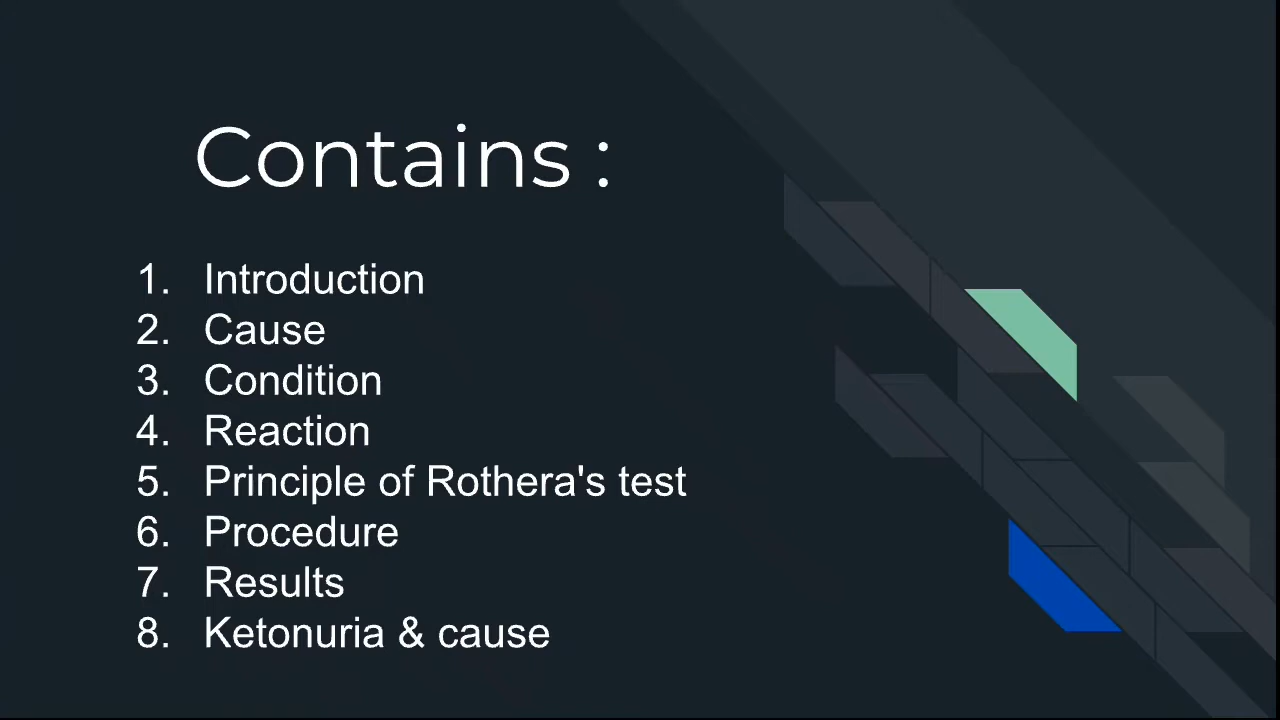 Contains :
1. Introduction
2. Cause
3. Condition
4. Reaction
5. Principle of Rothera's test
6. Procedure
7. Results
8. Ketonuria & cause